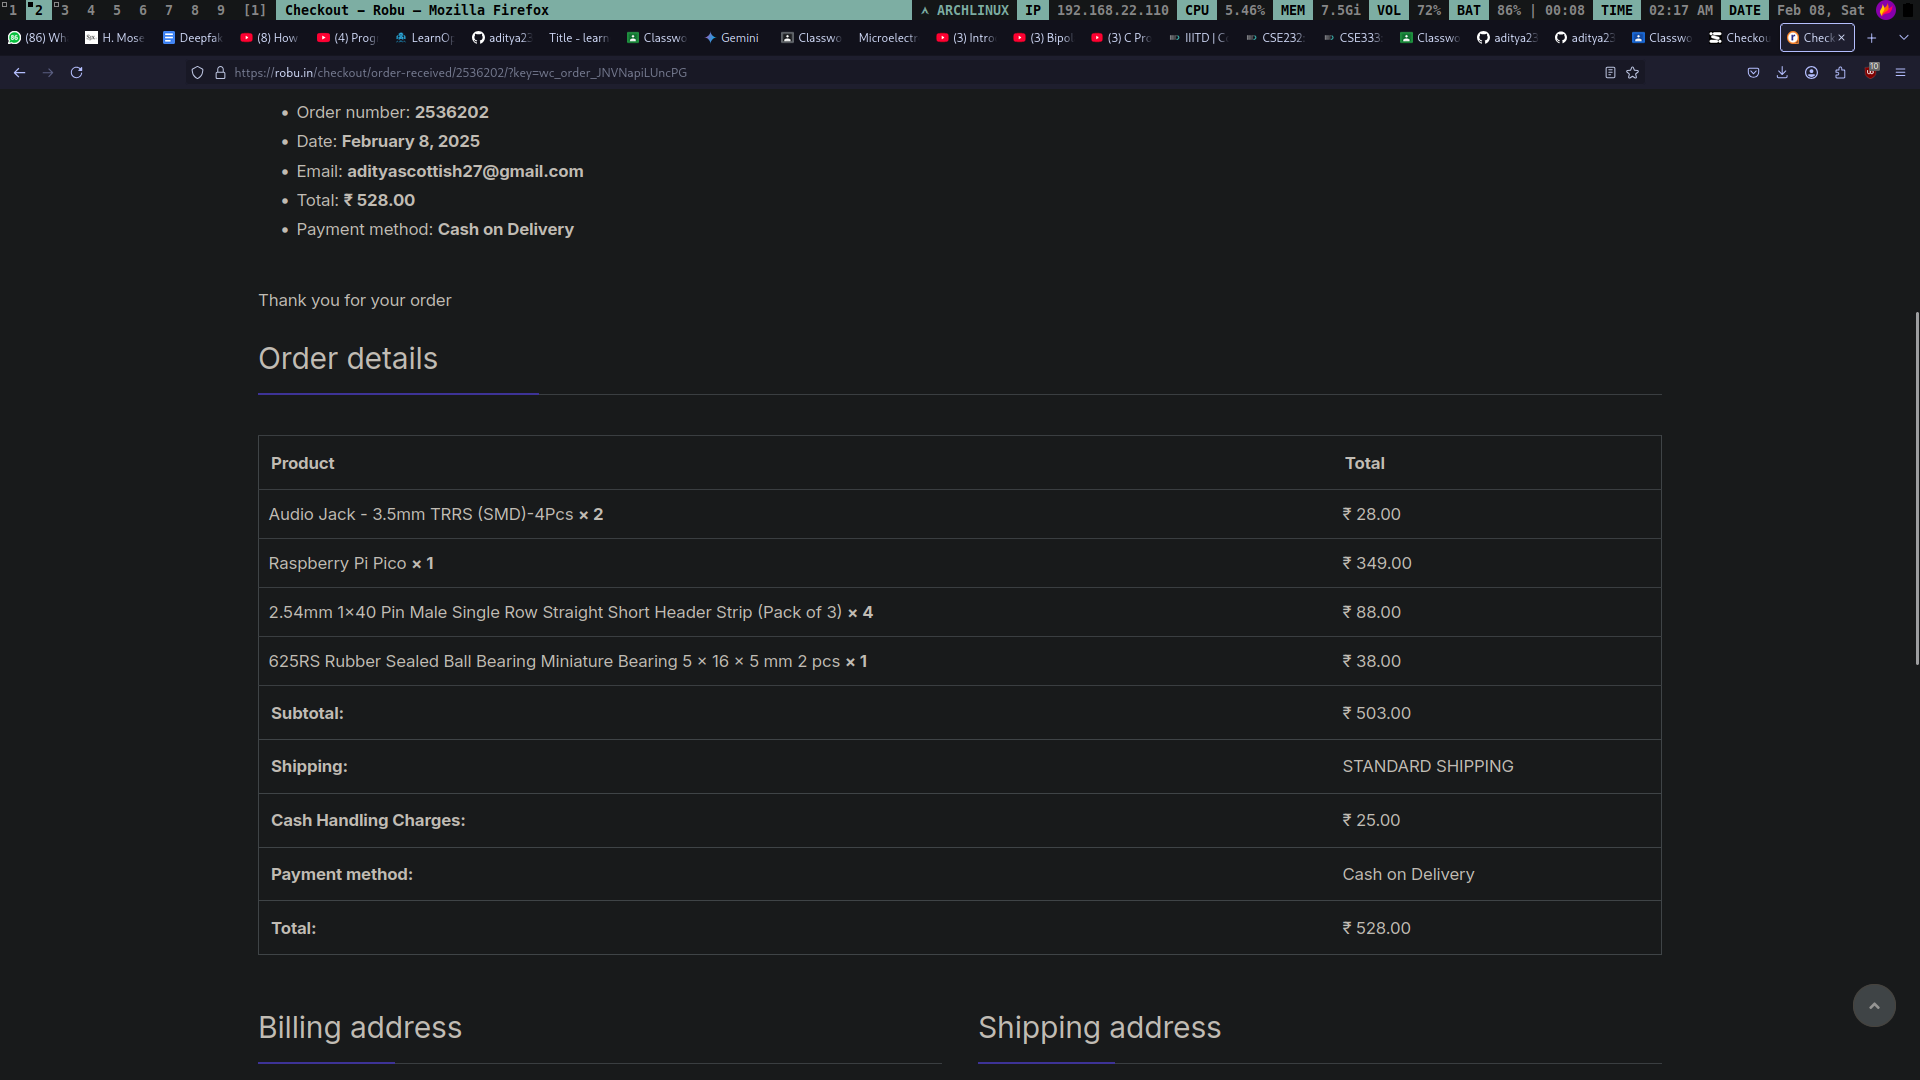 1 2 3 4 5 6 7 8 9 [1] Checkout — Robu — Mozilla Firefox ARCHLINUX IP 192.168.22.110 CPU 5.46% MEM 7.5Gi VOL 72% BAT 86% | 00:08 TIME 02:17 AM DATE Feb 08, Sat
(86) Wh H. Mose Deepfak (8) How (4) Prog LearnOp aditya23 Title - learn Classwo Gemini Classwo Microelectr (3) Intro (3) Bipol (3) C Pro IIITD | C CSE232: CSE333: Classwo aditya23 aditya23 Classwo Checkou Check
https://robu.in/checkout/order-received/2536202/?key=wc_order_JNVNapiLUncPG 10
• Order number: 2536202
• Date: February 8, 2025
• Email: adityascottish27@gmail.com
• Total: ₹ 528.00
• Payment method: Cash on Delivery
Thank you for your order
Order details
Product Total
Audio Jack - 3.5mm TRRS (SMD)-4Pcs × 2 ₹ 28.00
Raspberry Pi Pico × 1 ₹ 349.00
2.54mm 1×40 Pin Male Single Row Straight Short Header Strip (Pack of 3) × 4 ₹ 88.00
625RS Rubber Sealed Ball Bearing Miniature Bearing 5 × 16 × 5 mm 2 pcs × 1 ₹ 38.00
Subtotal: ₹ 503.00
Shipping: STANDARD SHIPPING
Cash Handling Charges: ₹ 25.00
Payment method: Cash on Delivery
Total: ₹ 528.00
Billing address Shipping address